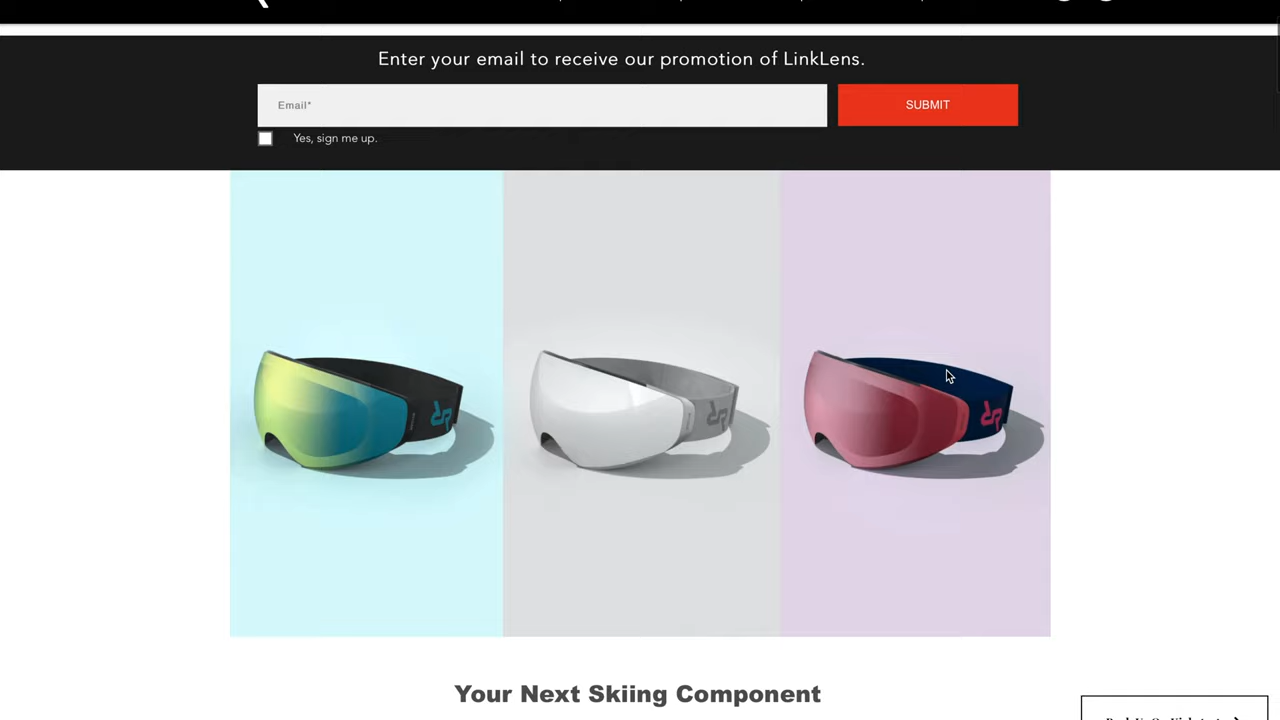 Enter your email to receive our promotion of LinkLens.
Email*
SUBMIT
Yes, sign me up.
Your Next Skiing Component